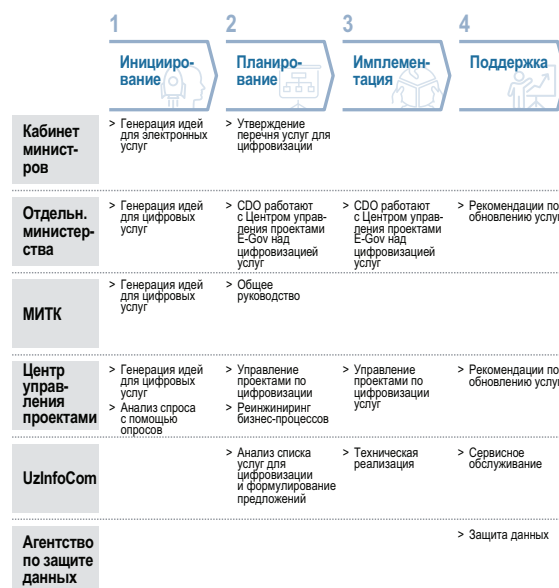 1
2
3
4
Иницииро-
вание
Планиро-
вание
Имплемен-
тация
Поддержка
Кабинет
минист-
ров
> Генерация идей
для электронных
услуг
> Утверждение
перечня услуг для
цифровизации
Отдельн.
министер-
ства
> Генерация идей
для цифровых
услуг
> CDO работают
с Центром управ-
ления проектами
E-Gov над
цифровизацией
услуг
> CDO работают
с Центром управ-
ления проектами
E-Gov над
цифровизацией
услуг
> Рекомендации по
обновлению услуг
МИТК
> Генерация идей
для цифровых
услуг
> Общее
руководство
Центр
управ-
ления
проектами
> Генерация идей
для цифровых
услуг
> Анализ спроса
с помощью
опросов
> Управление
проектами по
цифровизации
> Реинжиниринг
бизнес-процессов
> Управление
проектами по
цифровизации
услуг
> Рекомендации по
обновлению услуг
UzInfoCom
> Анализ списка
услуг для
цифровизации
и формулирование
предложений
> Техническая
реализация
> Сервисное
обслуживание
Агентство
по защите
данных
> Защита данных